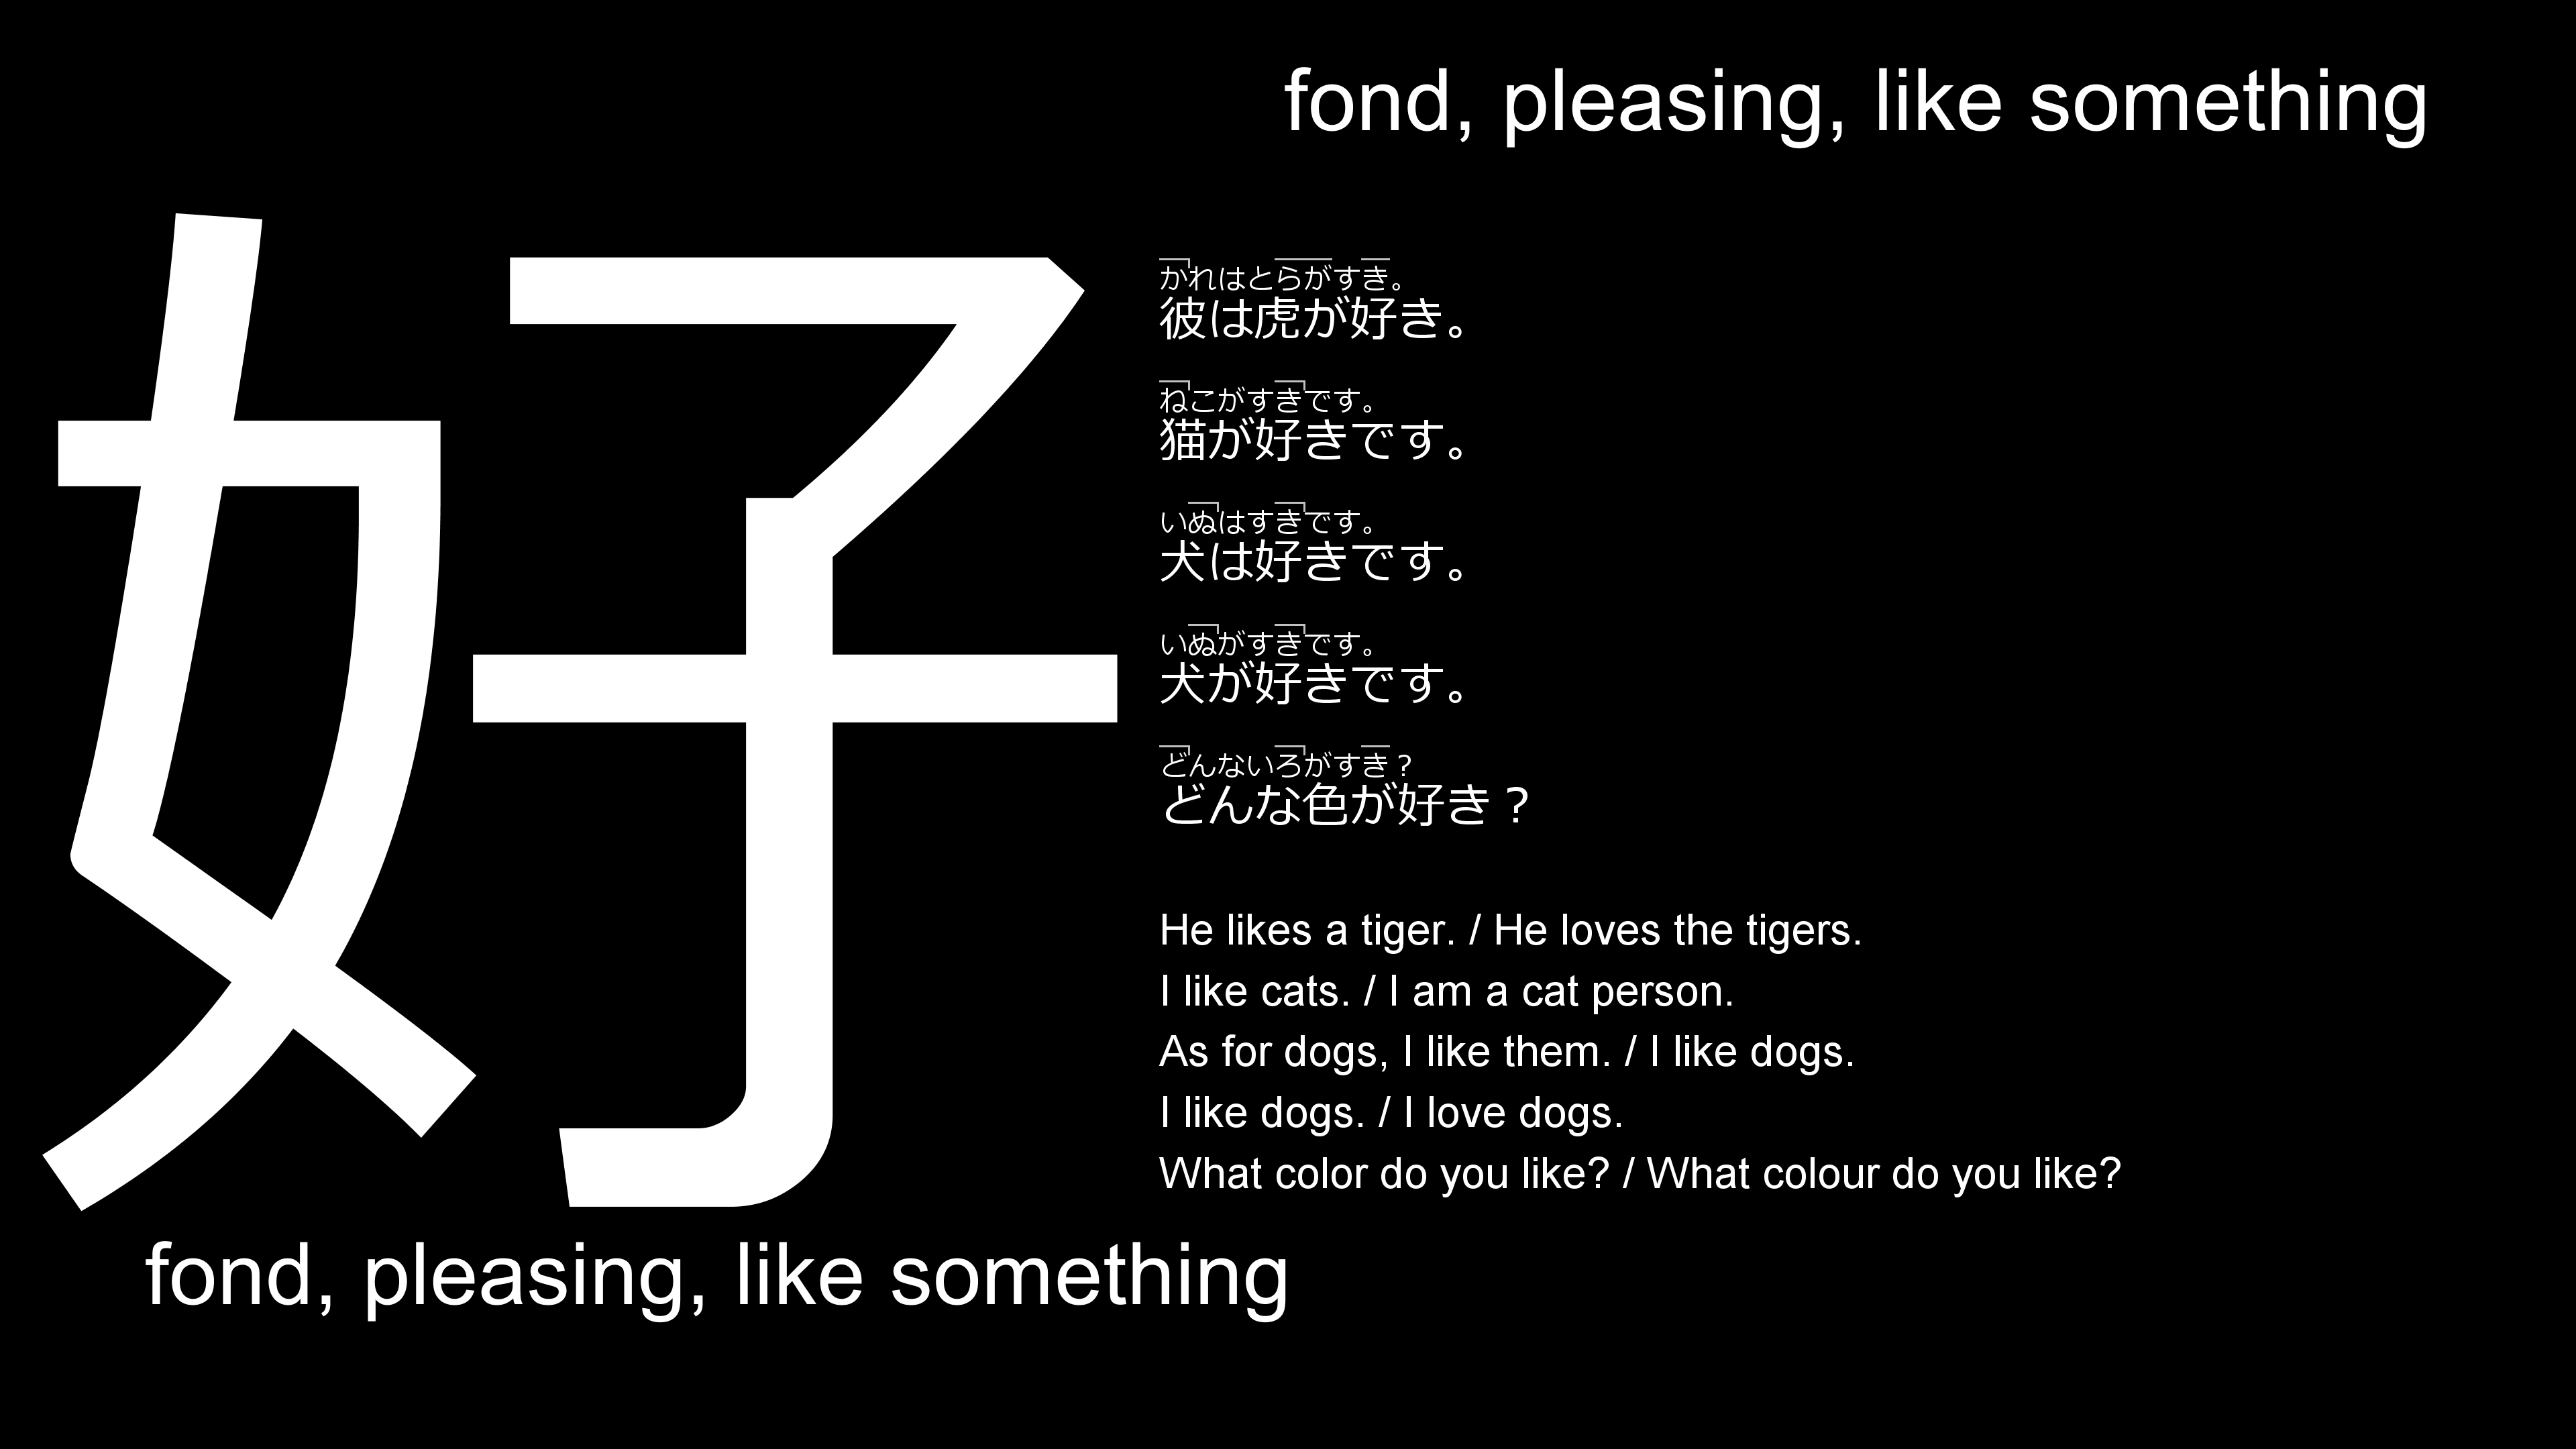 fond, pleasing, like something
好
かれはとらがすき。
彼は虎が好き。
ねこがすきです。
猫が好きです。
いぬはすきです。
犬は好きです。
いぬがすきです。
犬が好きです。
どんないろがすき？
どんな色が好き？
He likes a tiger. / He loves the tigers.
I like cats. / I am a cat person.
As for dogs, I like them. / I like dogs.
I like dogs. / I love dogs.
What color do you like? / What colour do you like?
fond, pleasing, like something